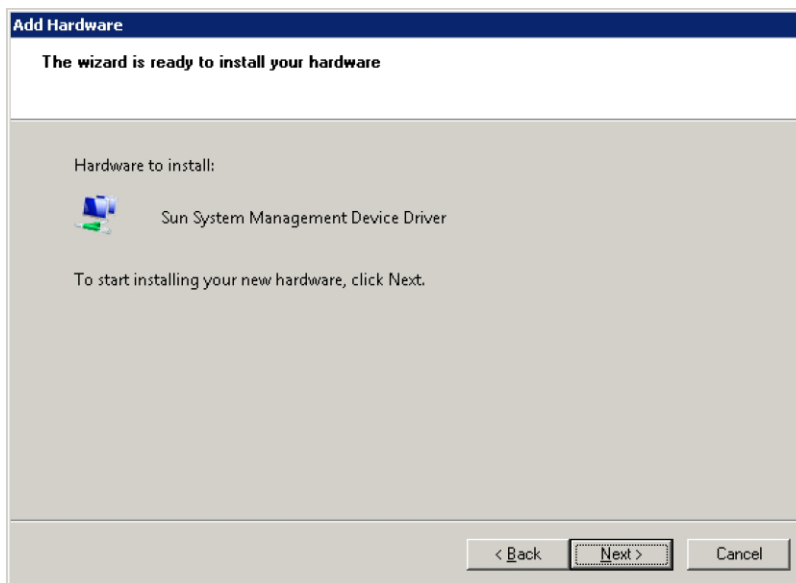 Add Hardware
The wizard is ready to install your hardware
Hardware to install:
Sun System Management Device Driver
To start installing your new hardware, click Next.
< Back
Next >
Cancel